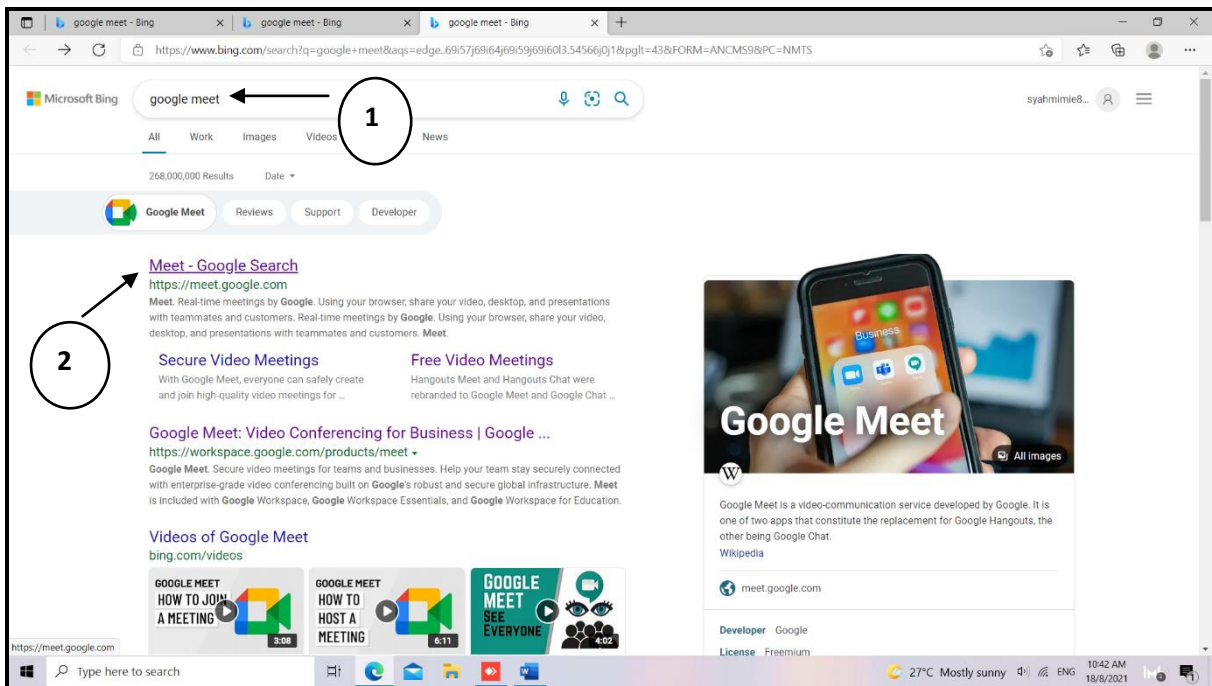 google meet - Bing
google meet - Bing
google meet - Bing
https://www.bing.com/search?q=google+meet&aqs=edge..69i57j69i64j69i59j69i60l3.54566j0j1&pglt=43&FORM=ANCMS9&PC=NMTS
Microsoft Bing
google meet
1
syahmimie8...
All Work Images Videos News
268,000,000 Results Date
Google Meet Reviews Support Developer
Meet - Google Search
https://meet.google.com
Meet. Real-time meetings by Google. Using your browser, share your video, desktop, and presentations
with teammates and customers. Real-time meetings by Google. Using your browser, share your video,
desktop, and presentations with teammates and customers. Meet.
2
Secure Video Meetings
With Google Meet, everyone can safely create
and join high-quality video meetings for ...
Free Video Meetings
Hangouts Meet and Hangouts Chat were
rebranded to Google Meet and Google Chat ...
Google Meet: Video Conferencing for Business | Google ...
https://workspace.google.com/products/meet
Google Meet. Secure video meetings for teams and businesses. Help your team stay securely connected
with enterprise-grade video conferencing built on Google's robust and secure global infrastructure. Meet
is included with Google Workspace, Google Workspace Essentials, and Google Workspace for Education.
Videos of Google Meet
bing.com/videos
GOOGLE MEET
HOW TO JOIN
A MEETING
3:08
GOOGLE MEET
HOW TO
HOST A
MEETING
6:11
GOOGLE
MEET
SEE
EVERYONE
4:02
Business
Google Meet
W
All images
Google Meet is a video-communication service developed by Google. It is
one of two apps that constitute the replacement for Google Hangouts, the
other being Google Chat.
Wikipedia
meet.google.com
Developer Google
License Freemium
https://meet.google.com
Type here to search
27°C Mostly sunny
ENG
10:42 AM
18/8/2021
1